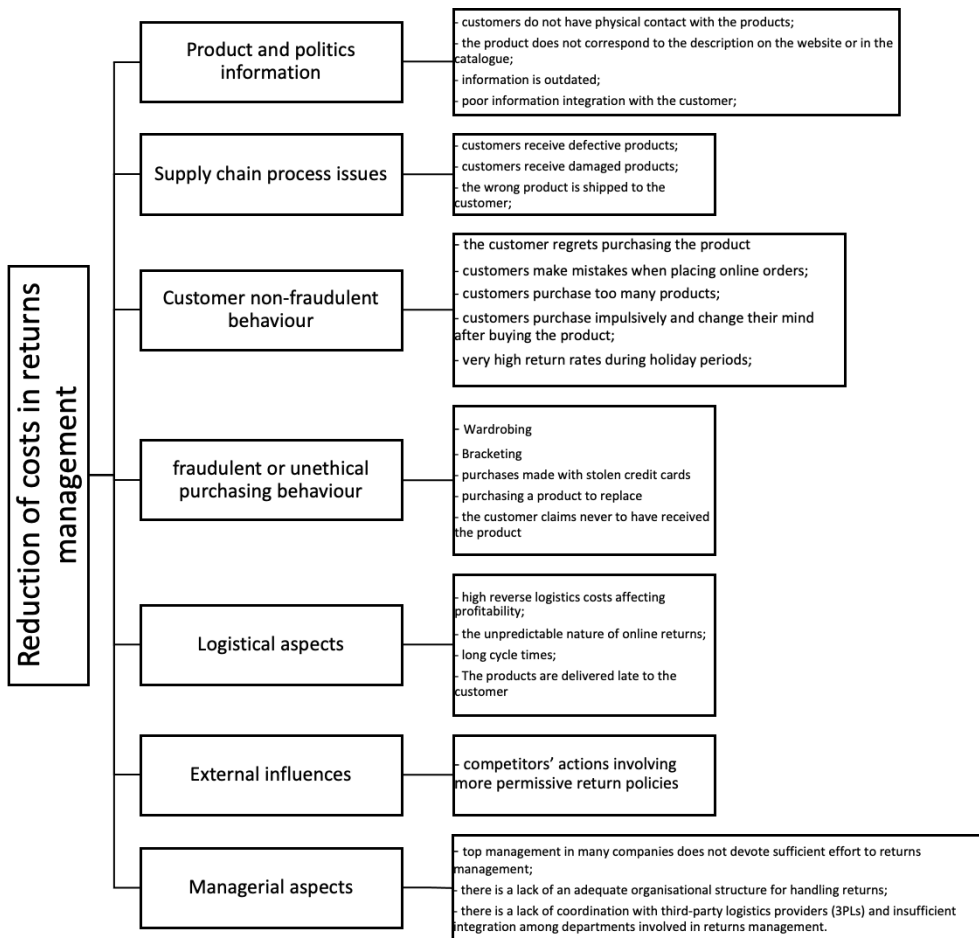 Reduction of costs in returns
management
Product and politics
information
- customers do not have physical contact with the products;
- the product does not correspond to the description on the website or in the
catalogue;
- information is outdated;
- poor information integration with the customer;
Supply chain process issues
- customers receive defective products;
- customers receive damaged products;
- the wrong product is shipped to the
customer;
Customer non-fraudulent
behaviour
- the customer regrets purchasing the product
- customers make mistakes when placing online orders;
- customers purchase too many products;
- customers purchase impulsively and change their mind
after buying the product;
- very high return rates during holiday periods;
fraudulent or unethical
purchasing behaviour
- Wardrobing
- Bracketing
- purchases made with stolen credit cards
- purchasing a product to replace
- the customer claims never to have received
the product
Logistical aspects
- high reverse logistics costs affecting
profitability;
- the unpredictable nature of online returns;
- long cycle times;
- The products are delivered late to the
customer
External influences
- competitors’ actions involving
more permissive return policies
Managerial aspects
- top management in many companies does not devote sufficient effort to returns
management;
- there is a lack of an adequate organisational structure for handling returns;
- there is a lack of coordination with third-party logistics providers (3PLs) and insufficient
integration among departments involved in returns management.